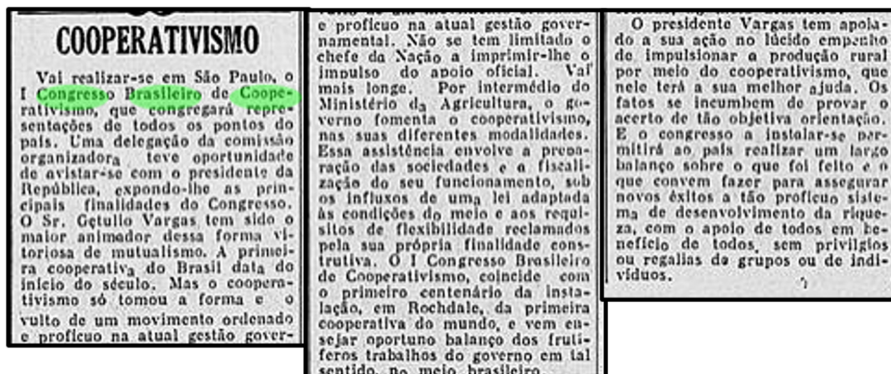 COOPERATIVISMO
Vai realizar-se em São Paulo, o
I Congresso Brasileiro de Coope-
rativismo, que congregará repre-
sentações de todos os pontos do
país. Uma delegação da comissão
organizadora teve oportunidade
de avistar-se com o presidente da
República, expondo-lhe as prin-
cipais finalidades do Congresso.
O Sr. Getulio Vargas tem sido o
maior animador dessa forma vi-
toriosa de mutualismo. A primei-
ra cooperativa do Brasil data do
início do século. Mas o coopera-
tivismo só tomou a forma e o
vulto de um movimento ordenado
e profícuo na atual gestão gover-
e profícuo na atual gestão gover-
namental. Não se tem limitado o
chefe da Nação a imprimir-lhe o
impulso do apoio oficial. Vai
mais longe. Por intermédio do
Ministério da Agricultura, o go-
verno fomenta o cooperativismo,
nas suas diferentes modalidades.
Essa assistência envolve a prepa-
ração das sociedades e a fiscali-
zação do seu funcionamento, sob
os influxos de uma lei adaptada
às condições do meio e aos requi-
sitos de flexibilidade reclamados
pela sua própria finalidade cons-
trutiva. O I Congresso Brasileiro
de Cooperativismo, coincide com
o primeiro centenário da insta-
lação, em Rochdale, da primeira
cooperativa do mundo, e vem en-
sejar oportuno balanço dos frutí-
feros trabalhos do governo em tal
sentido, no meio brasileiro.
O presidente Vargas tem apoia-
do a sua ação no lúcido empenho
de impulsionar a produção rural
por meio do cooperativismo, que
nele terá a sua melhor ajuda. Os
fatos se incumbem de provar o
acerto de tão objetiva orientação.
E o congresso a instalar-se per-
mitirá ao país realizar um largo
balanço sobre o que foi feito e o
que convem fazer para assegurar
novos êxitos a tão profícuo siste-
ma de desenvolvimento da rique-
za, com o apoio de todos em be-
nefício de todos, sem privilgios
ou regalias de grupos ou de indi-
víduos.